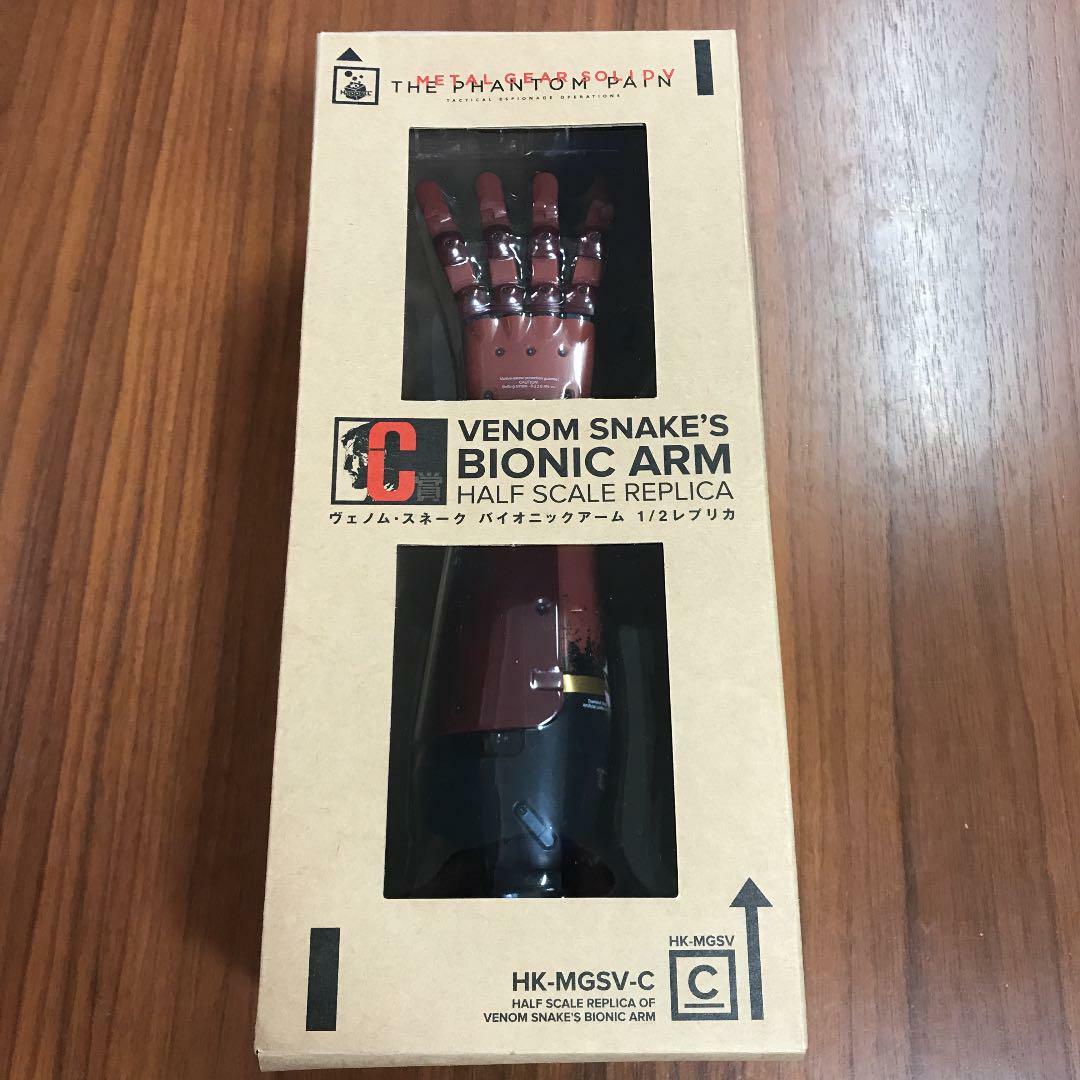 METAL GEAR SOLID V
THE PHANTOM PAIN
TACTICAL ESPIONAGE OPERATIONS
CAUTION
C賞
VENOM SNAKE'S
BIONIC ARM
HALF SCALE REPLICA
ヴェノム・スネーク バイオニックアーム 1/2レプリカ
HK-MGSV
C
HK-MGSV-C
HALF SCALE REPLICA OF
VENOM SNAKE'S BIONIC ARM